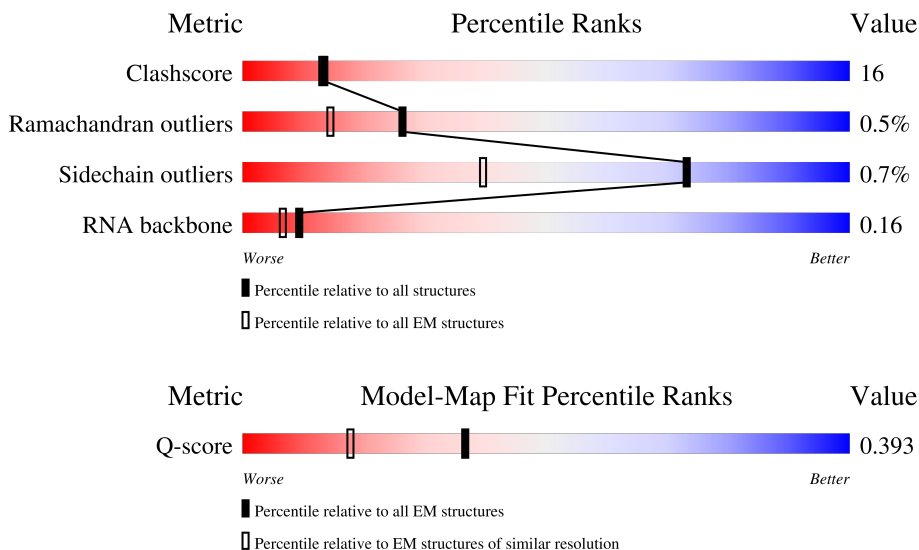 Metric Percentile Ranks Value
Clashscore 16
Ramachandran outliers 0.5%
Sidechain outliers 0.7%
RNA backbone 0.16
Worse Better
Percentile relative to all structures
Percentile relative to all EM structures
Metric Model-Map Fit Percentile Ranks Value
Q-score 0.393
Worse Better
Percentile relative to all EM structures
Percentile relative to EM structures of similar resolution